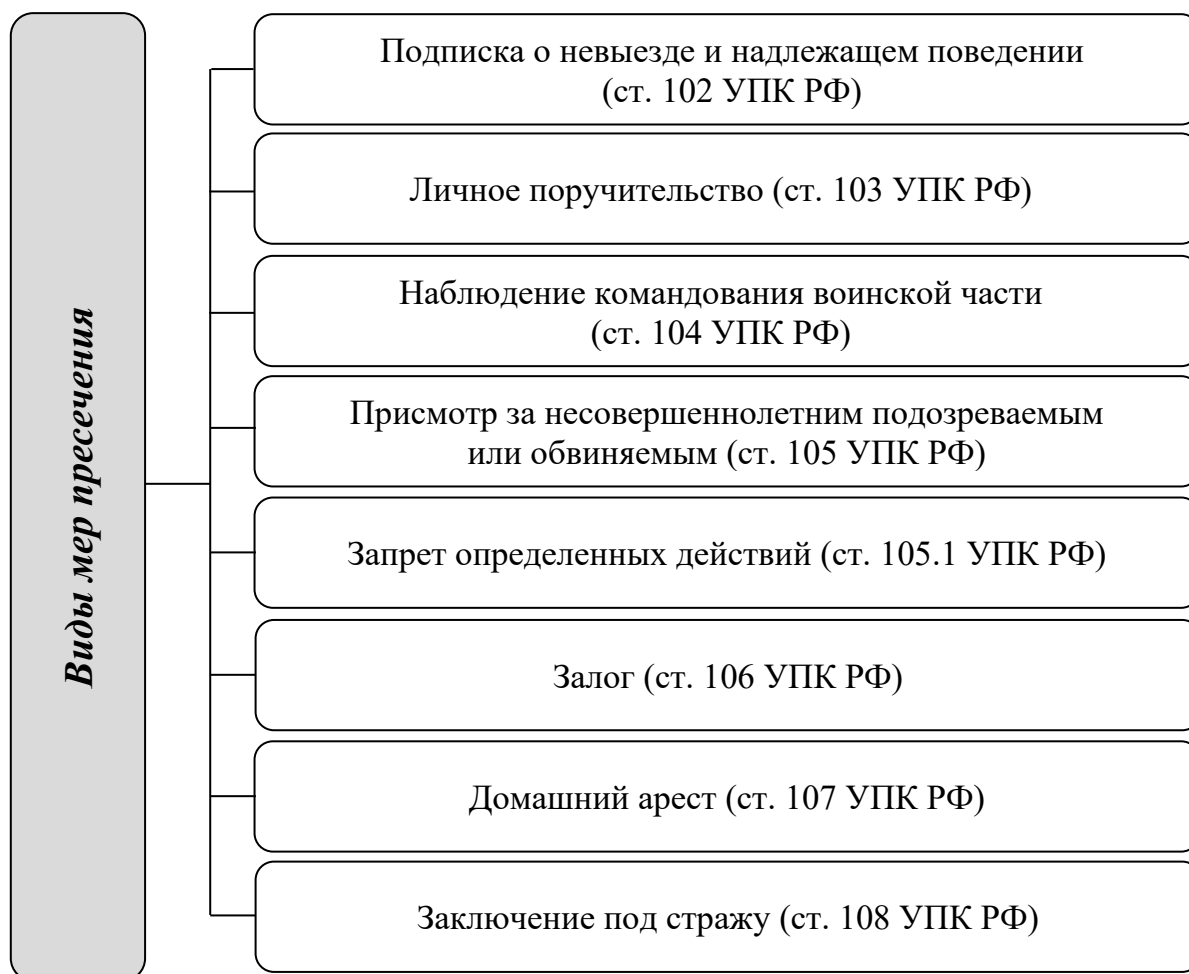 Виды мер пресечения
Подписка о невыезде и надлежащем поведении
(ст. 102 УПК РФ)
Личное поручительство (ст. 103 УПК РФ)
Наблюдение командования воинской части
(ст. 104 УПК РФ)
Присмотр за несовершеннолетним подозреваемым
или обвиняемым (ст. 105 УПК РФ)
Запрет определенных действий (ст. 105.1 УПК РФ)
Залог (ст. 106 УПК РФ)
Домашний арест (ст. 107 УПК РФ)
Заключение под стражу (ст. 108 УПК РФ)